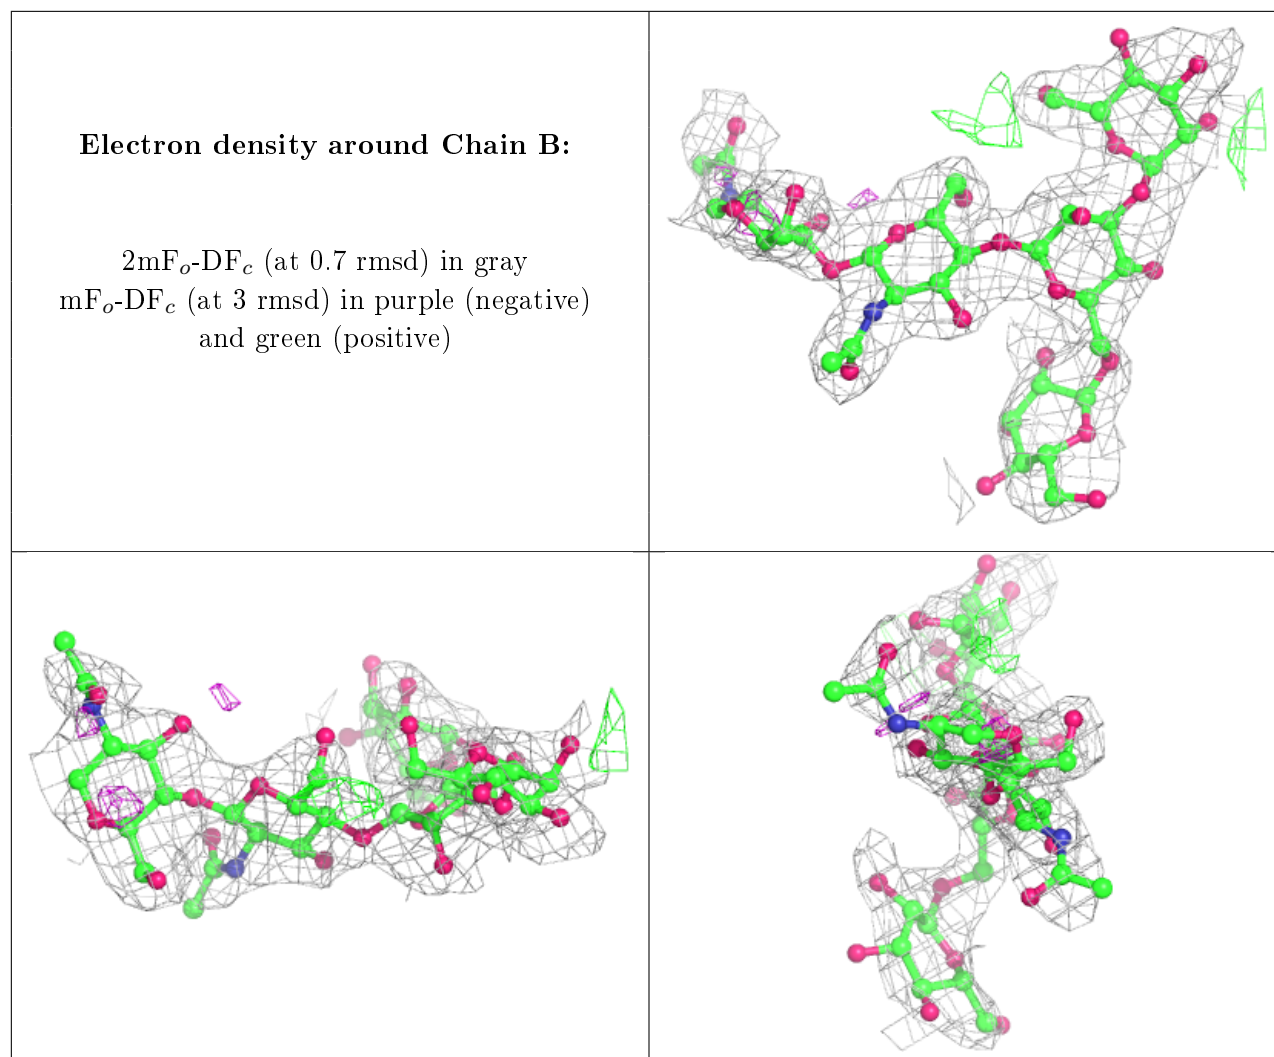 Electron density around Chain B:
2mFₒ-DF𝒸 (at 0.7 rmsd) in gray
mFₒ-DF𝒸 (at 3 rmsd) in purple (negative)
and green (positive)